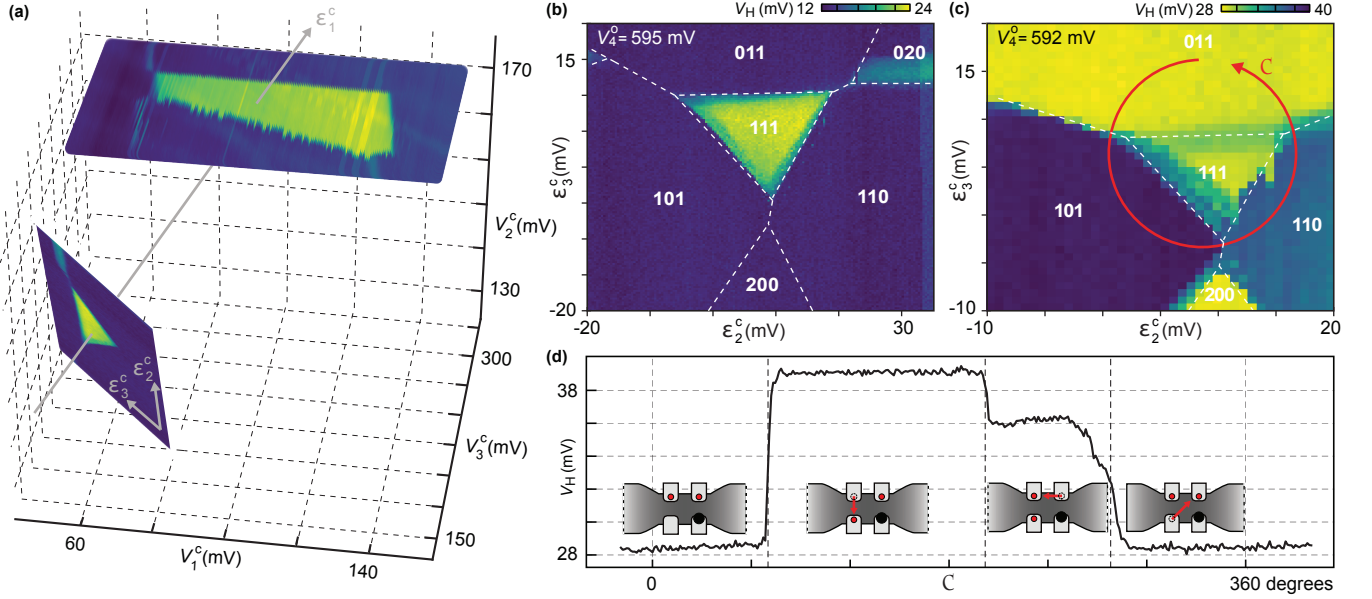 (a)
ε₁ᶜ
170
V₂ᶜ(mV)
130
300
V₃ᶜ(mV)
150
ε₂ᶜ
ε₃ᶜ
60
V₁ᶜ(mV)
140
(b)
V_H (mV) 12 24
V₄ᵒ = 595 mV
15
011
020
111
ε₃ᶜ(mV)
101
110
200
-20
-20
ε₂ᶜ(mV)
30
(c)
V_H (mV) 28 40
V₄ᵒ = 592 mV
011
C
15
111
ε₃ᶜ(mV)
101
110
200
-10
-10
ε₂ᶜ(mV)
20
(d)
38
V_H (mV)
28
0
C
360 degrees